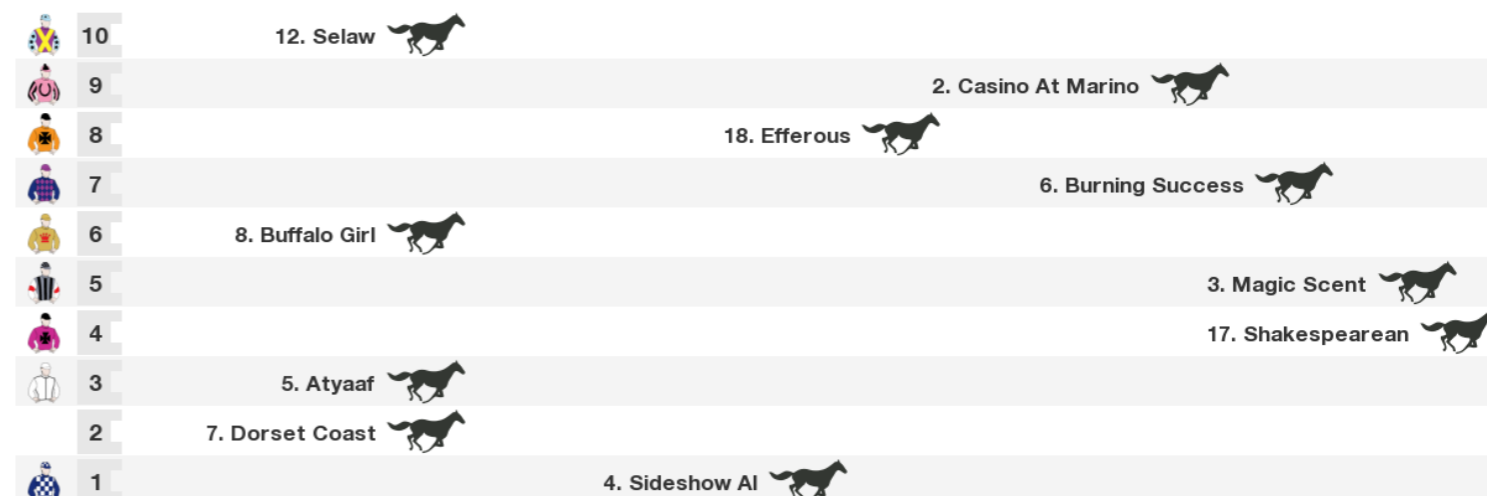 10 12. Selaw
9 2. Casino At Marino
8 18. Efferous
7 6. Burning Success
6 8. Buffalo Girl
5 3. Magic Scent
4 17. Shakespearean
3 5. Atyaaf
2 7. Dorset Coast
1 4. Sideshow Al